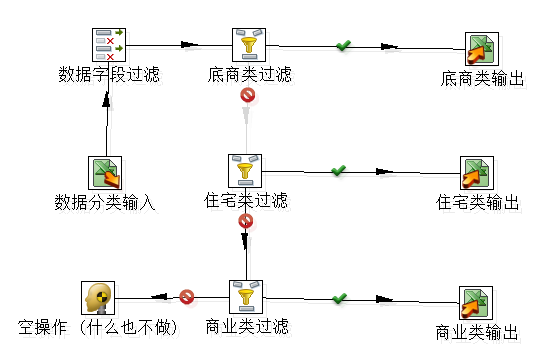 数据字段过滤
底商类过滤
底商类输出
数据分类输入
住宅类过滤
住宅类输出
空操作 (什么也不做)
商业类过滤
商业类输出